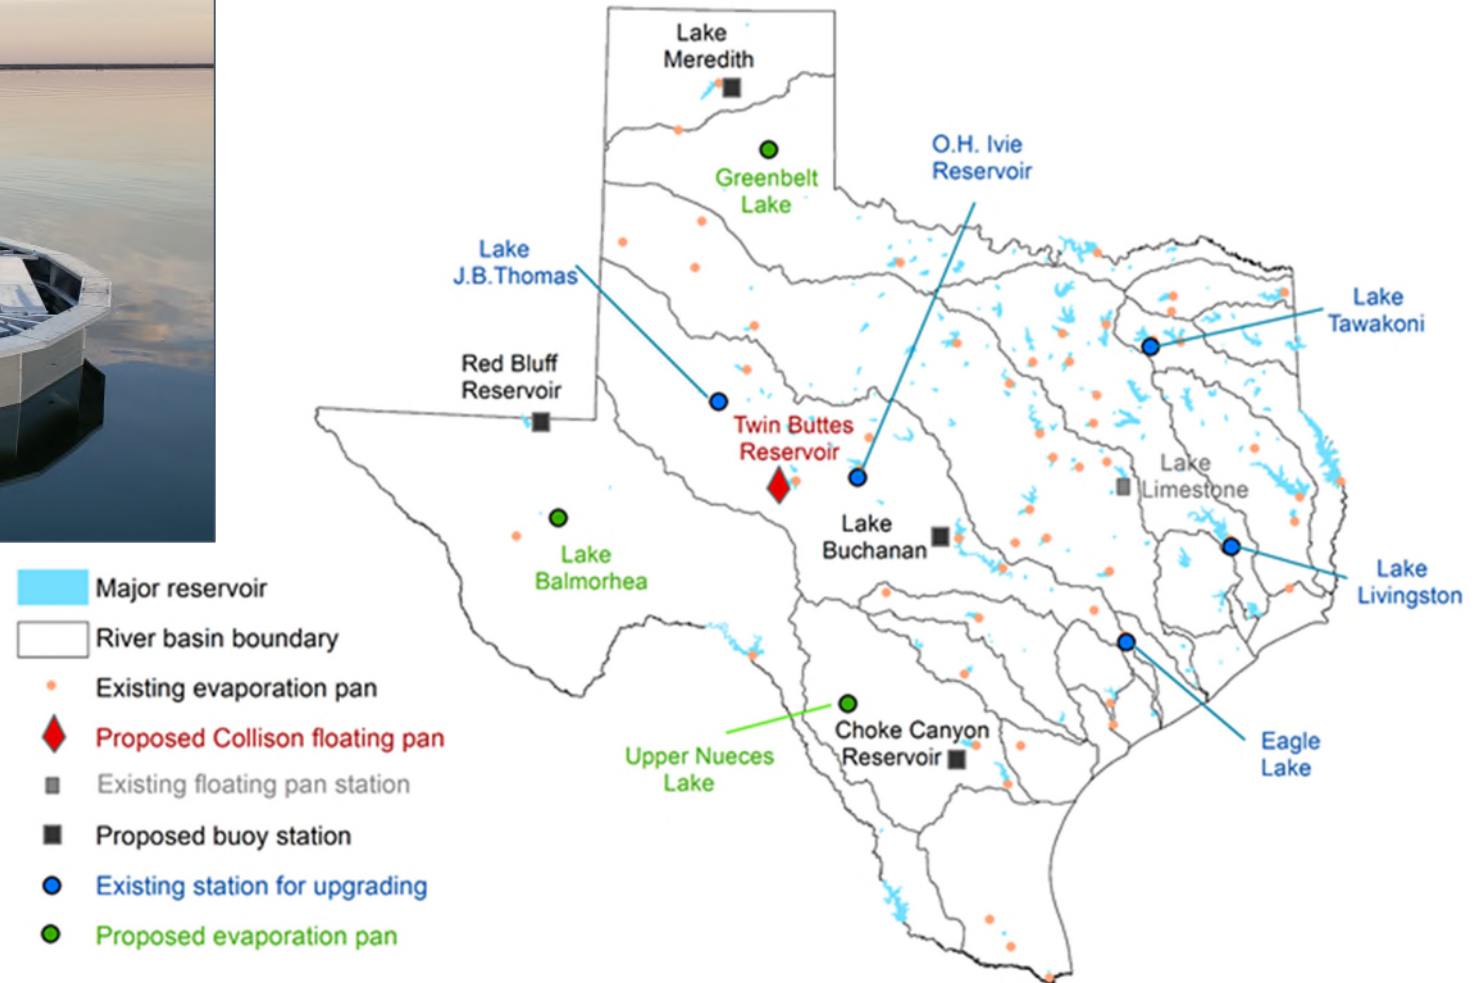 Lake
Meredith
Greenbelt
Lake
O.H. Ivie
Reservoir
Lake
J.B.Thomas
Lake
Tawakoni
Red Bluff
Reservoir
Twin Buttes
Reservoir
Lake
Limestone
Lake
Buchanan
Lake
Balmorhea
Lake
Livingston
Upper Nueces
Lake
Choke Canyon
Reservoir
Eagle
Lake
Major reservoir
River basin boundary
Existing evaporation pan
Proposed Collison floating pan
Existing floating pan station
Proposed buoy station
Existing station for upgrading
Proposed evaporation pan